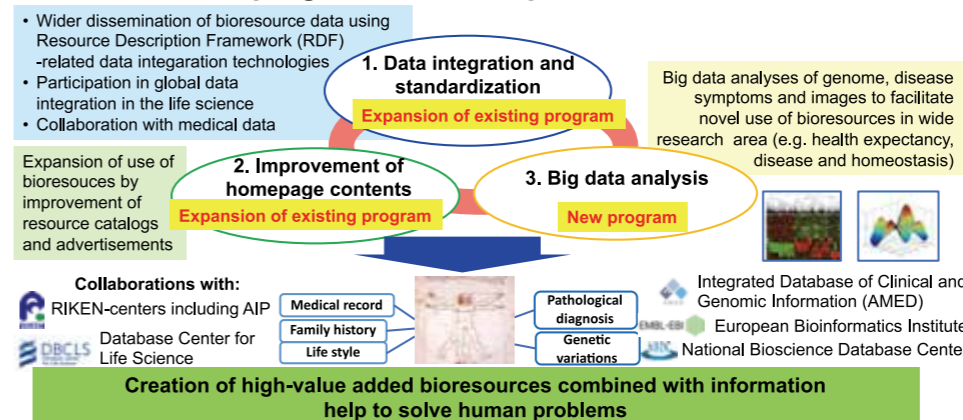 • Wider dissemination of bioresource data using
Resource Description Framework (RDF)
-related data integaration technologies
• Participation in global data
integration in the life science
• Collaboration with medical data
1. Data integration and
standardization
Expansion of existing program
Big data analyses of genome, disease
symptoms and images to facilitate
novel use of bioresources in wide
research area (e.g. health expectancy,
disease and homeostasis)
Expansion of use of
bioresouces by
improvement of
resource catalogs
and advertisements
2. Improvement of
homepage contents
Expansion of existing program
3. Big data analysis
New program
Collaborations with:
RIKEN-centers including AIP
DBCLS
Database Center for
Life Science
Medical record
Family history
Life style
Pathological
diagnosis
Genetic
variations
AMED
Integrated Database of Clinical and
Genomic Information (AMED)
EMBL-EBI
European Bioinformatics Institute
National Bioscience Database Center
Creation of high-value added bioresources combined with information
help to solve human problems